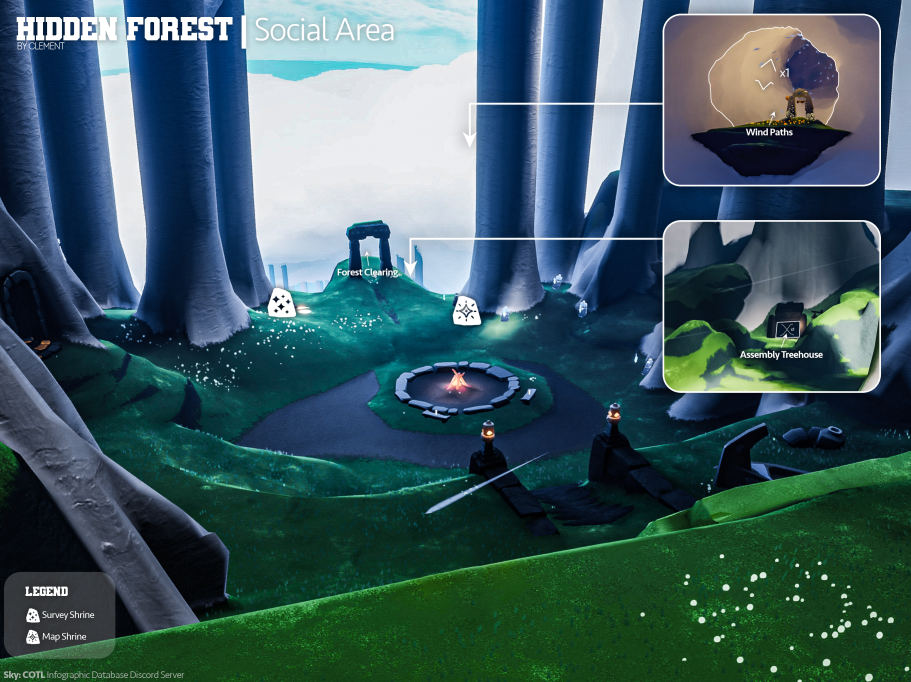 HIDDEN FOREST | Social Area
BY CLEMENT
x1
Wind Paths
Forest Clearing
Assembly Treehouse
LEGEND
Survey Shrine
Map Shrine
Sky: COTL Infographic Database Discord Server